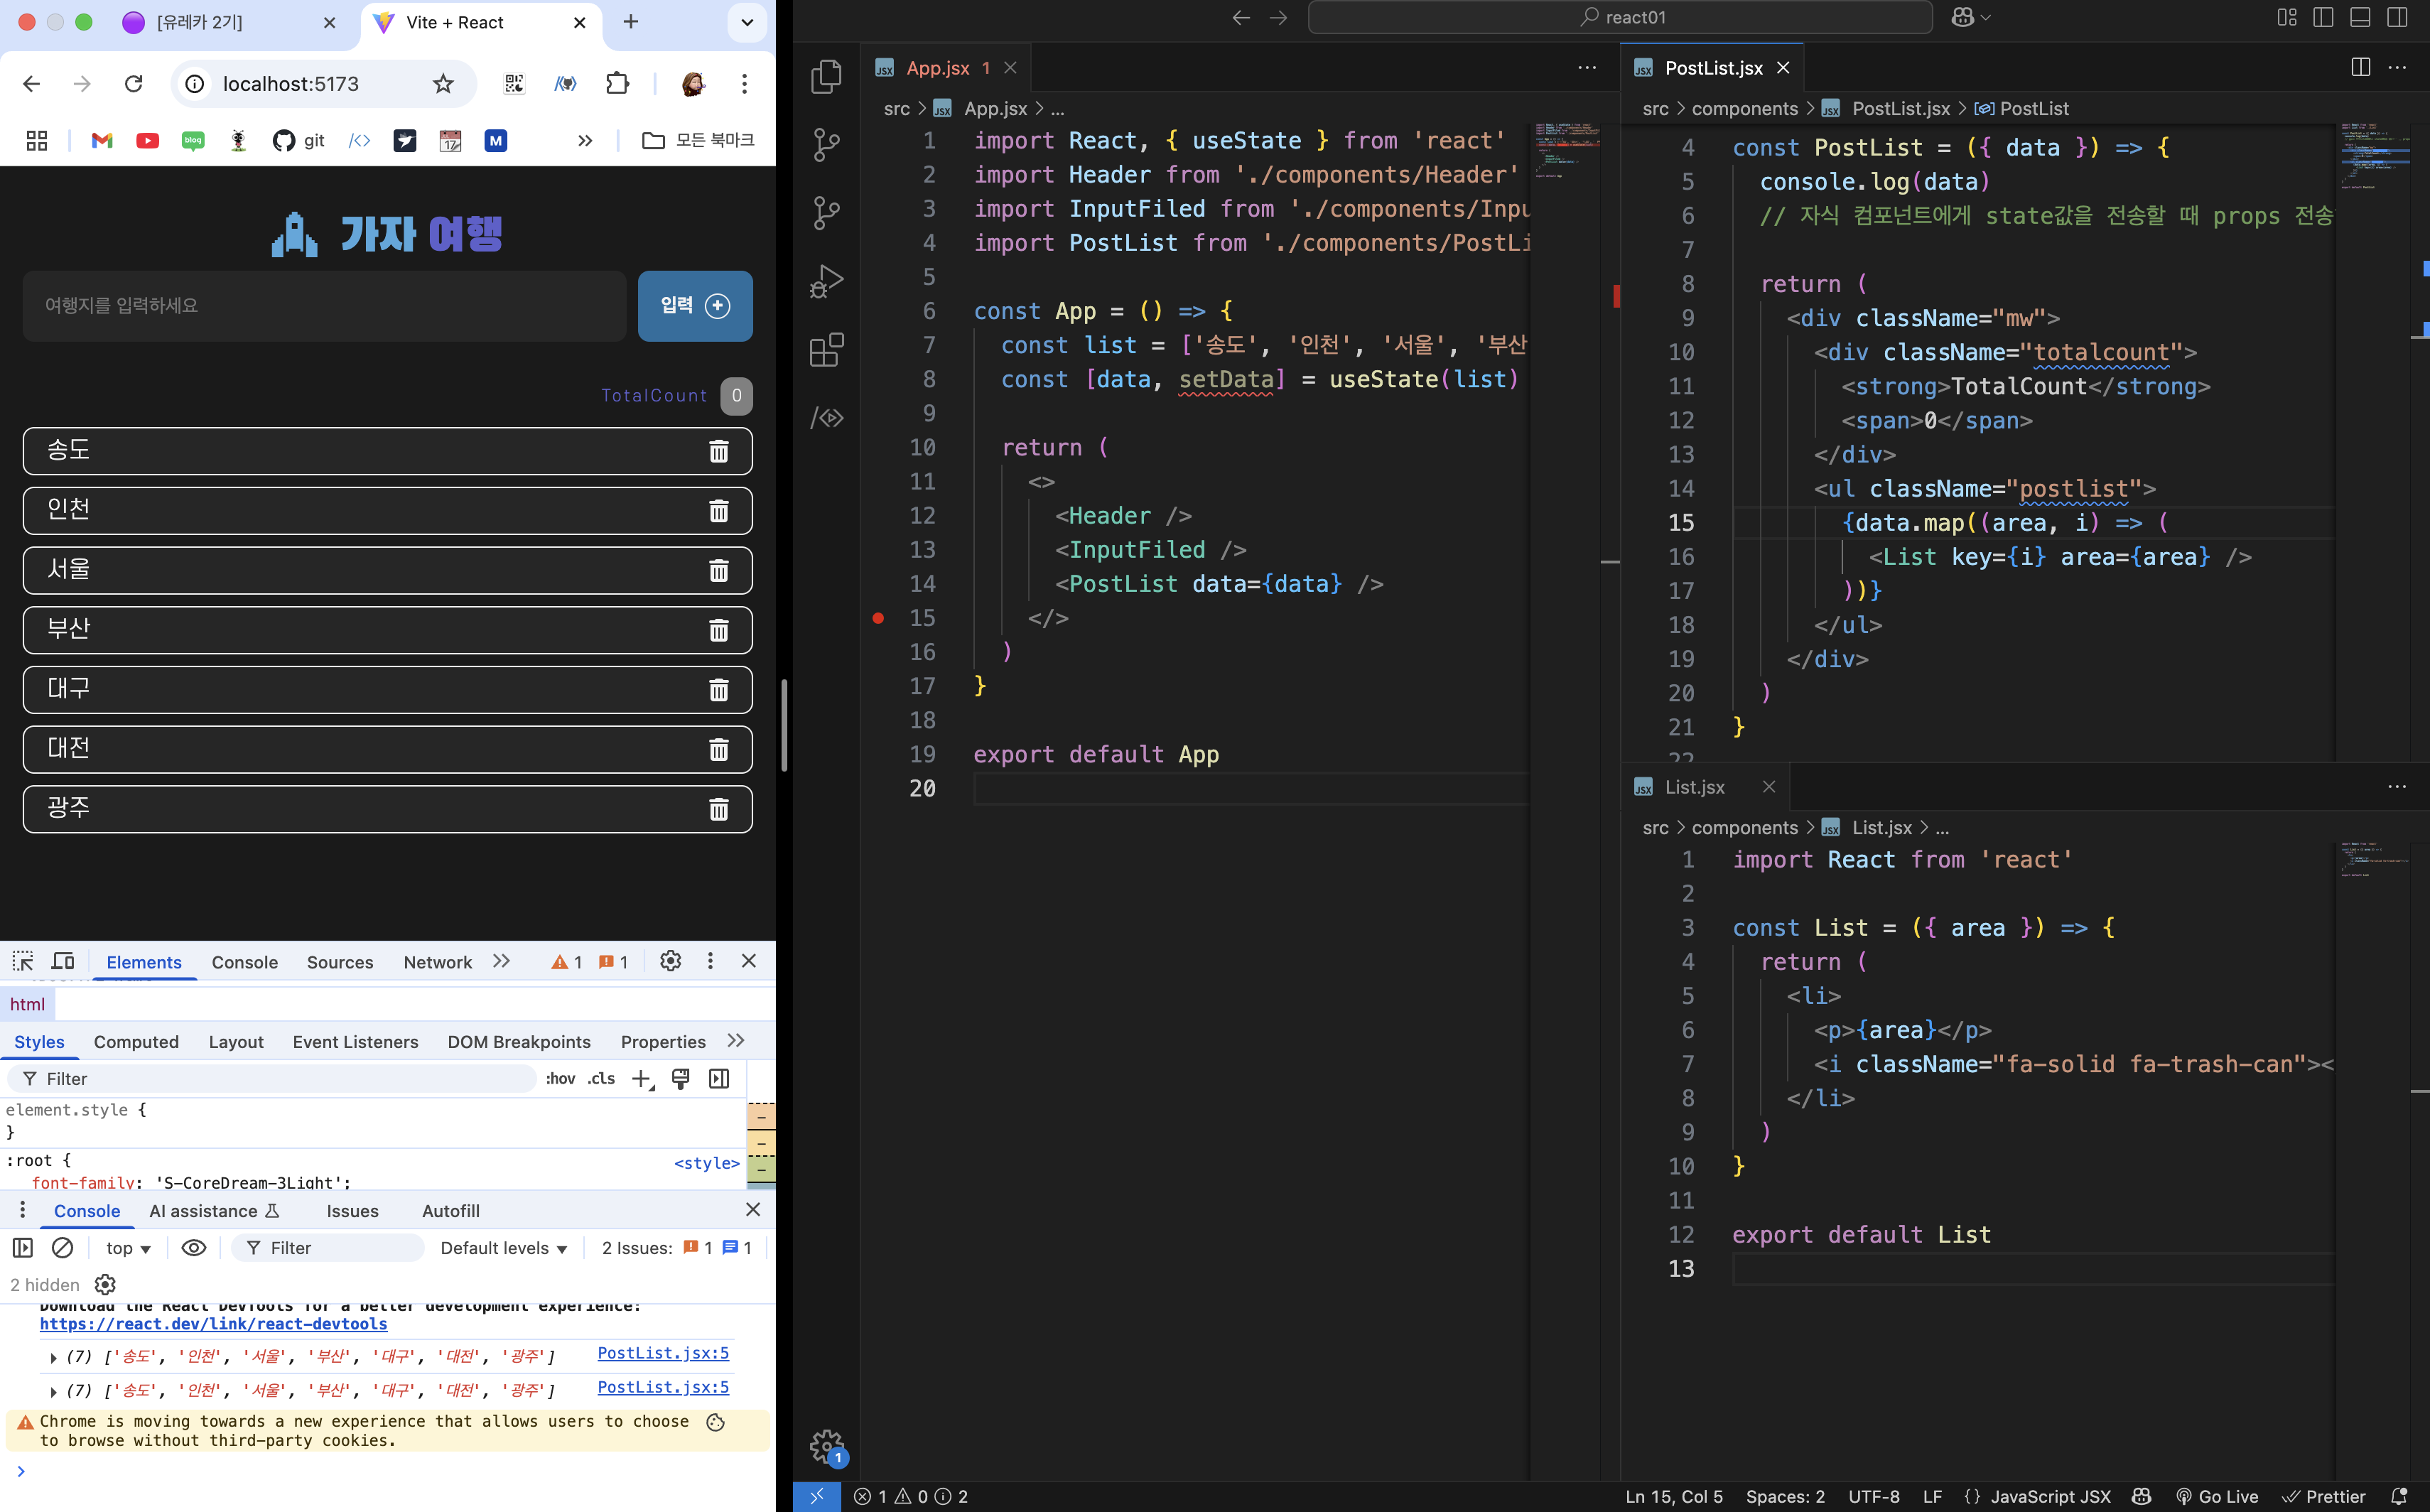 [유레카 2기]
Vite + React
localhost:5173
git
모든 북마크
가자 여행
여행지를 입력하세요
입력
TotalCount 0
송도
인천
서울
부산
대구
대전
광주
Elements Console Sources Network 1 1
html
Styles Computed Layout Event Listeners DOM Breakpoints Properties
Filter :hov .cls
element.style {
}
:root { <style>
font-family: 'S-CoreDream-3Light';
Console AI assistance Issues Autofill
top Filter Default levels 2 Issues: 1 1
2 hidden
Download the React DevTools for a better development experience:
https://react.dev/link/react-devtools
(7) ['송도', '인천', '서울', '부산', '대구', '대전', '광주'] PostList.jsx:5
(7) ['송도', '인천', '서울', '부산', '대구', '대전', '광주'] PostList.jsx:5
Chrome is moving towards a new experience that allows users to choose
to browse without third-party cookies.
react01
App.jsx 1
src > App.jsx > ...
1 import React, { useState } from 'react'
2 import Header from './components/Header'
3 import InputFiled from './components/Inpu
4 import PostList from './components/PostLi
5
6 const App = () => {
7 const list = ['송도', '인천', '서울', '부산
8 const [data, setData] = useState(list)
9
10 return (
11 <>
12 <Header />
13 <InputFiled />
14 <PostList data={data} />
15 </>
16 )
17 }
18
19 export default App
20
PostList.jsx
src > components > PostList.jsx > PostList
4 const PostList = ({ data }) => {
5 console.log(data)
6 // 자식 컴포넌트에게 state값을 전송할 때 props 전송
7
8 return (
9 <div className="mw">
10 <div className="totalcount">
11 <strong>TotalCount</strong>
12 <span>0</span>
13 </div>
14 <ul className="postlist">
15 {data.map((area, i) => (
16 <List key={i} area={area} />
17 ))}
18 </ul>
19 </div>
20 )
21 }
22
List.jsx
src > components > List.jsx > ...
1 import React from 'react'
2
3 const List = ({ area }) => {
4 return (
5 <li>
6 <p>{area}</p>
7 <i className="fa-solid fa-trash-can"><
8 </li>
9 )
10 }
11
12 export default List
13
1
1 0 2
Ln 15, Col 5 Spaces: 2 UTF-8 LF {} JavaScript JSX Go Live Prettier